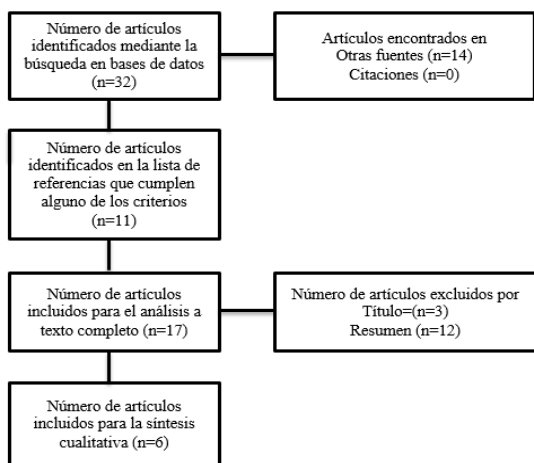 Número de artículos
identificados mediante la
búsqueda en bases de datos
(n=32)
Artículos encontrados en
Otras fuentes (n=14)
Citaciones (n=0)
Número de artículos
identificados en la lista de
referencias que cumplen
alguno de los criterios
(n=11)
Número de artículos
incluidos para el análisis a
texto completo (n=17)
Número de artículos excluidos por
Título=(n=3)
Resumen (n=12)
Número de artículos
incluidos para la síntesis
cualitativa (n=6)